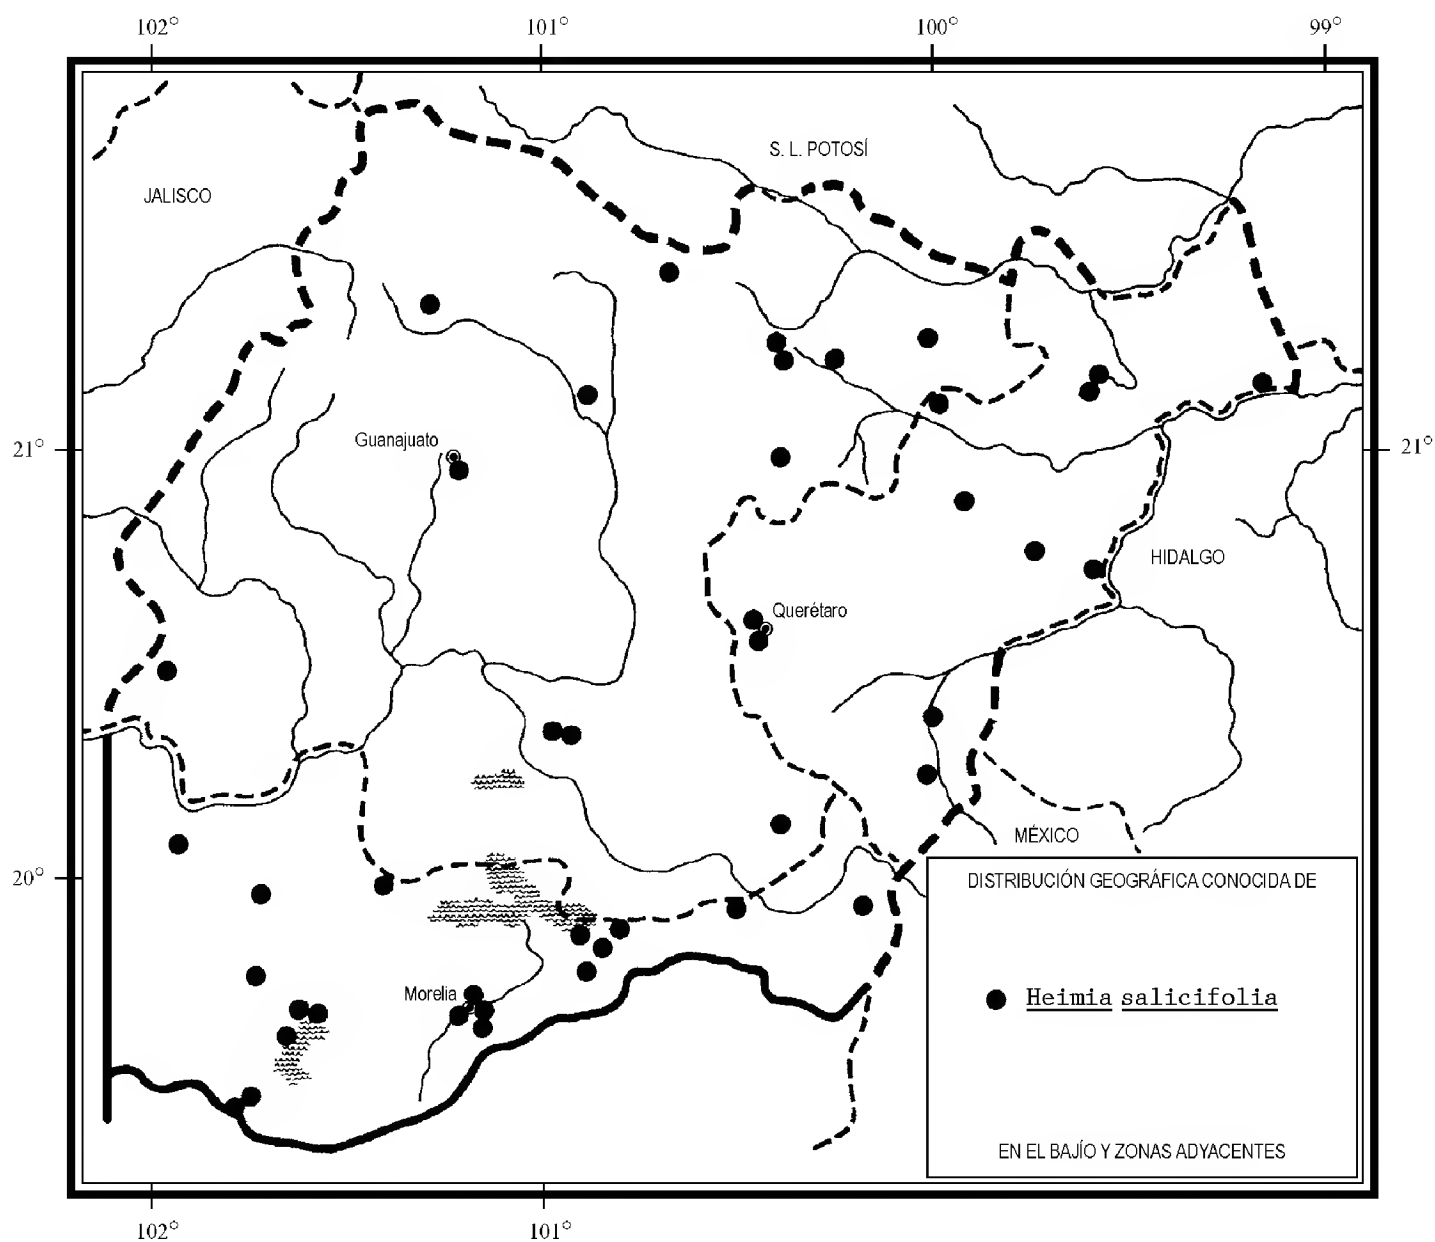 102° 101° 100° 99°
S. L. POTOSÍ
JALISCO
Guanajuato
21° 21°
HIDALGO
Querétaro
MÉXICO
20°
DISTRIBUCIÓN GEOGRÁFICA CONOCIDA DE
Morelia
Heimia salicifolia
EN EL BAJÍO Y ZONAS ADYACENTES
102° 101°